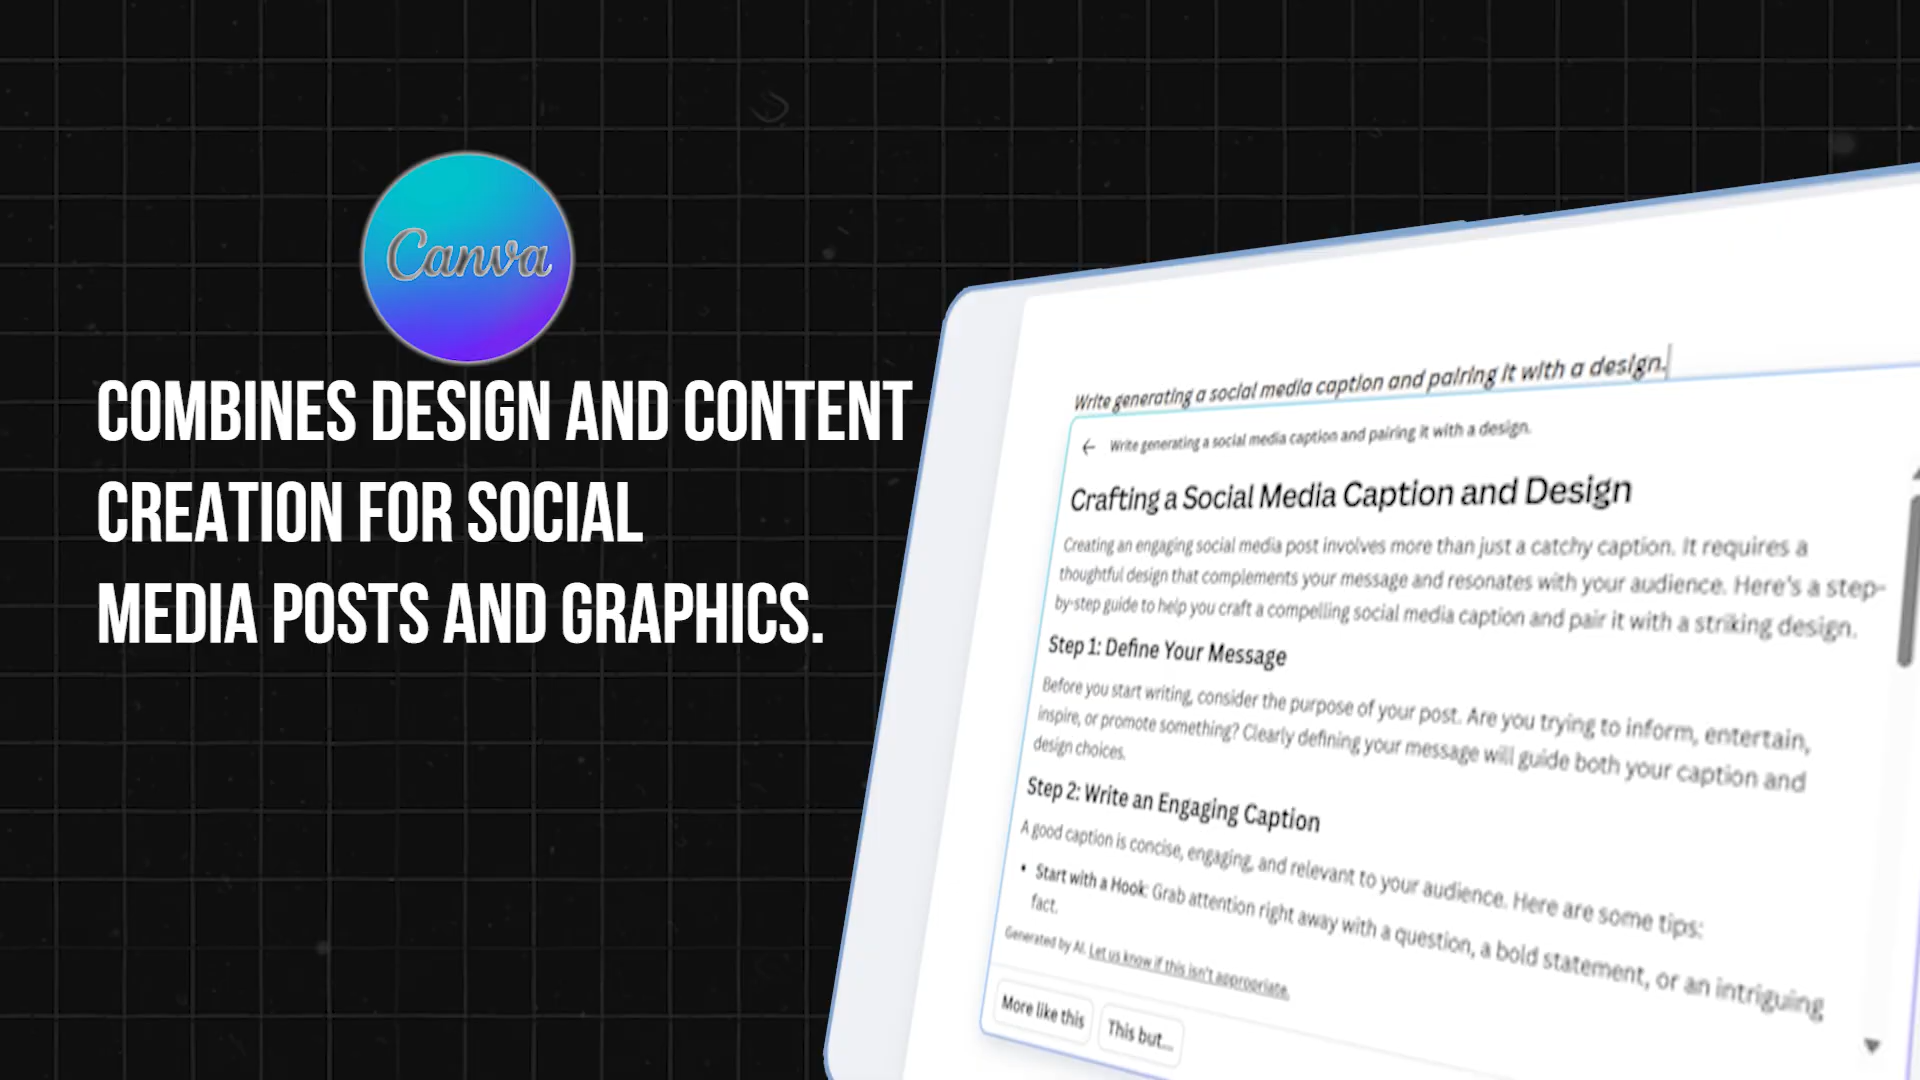 Canva
COMBINES DESIGN AND CONTENT
CREATION FOR SOCIAL
MEDIA POSTS AND GRAPHICS.
Write generating a social media caption and pairing it with a design.
← Write generating a social media caption and pairing it with a design.
Crafting a Social Media Caption and Design
Creating an engaging social media post involves more than just a catchy caption. It requires a
thoughtful design that complements your message and resonates with your audience. Here's a step-
by-step guide to help you craft a compelling social media caption and pair it with a striking design.
Step 1: Define Your Message
Before you start writing, consider the purpose of your post. Are you trying to inform, entertain,
inspire, or promote something? Clearly defining your message will guide both your caption and
design choices.
Step 2: Write an Engaging Caption
A good caption is concise, engaging, and relevant to your audience. Here are some tips:
• Start with a Hook: Grab attention right away with a question, a bold statement, or an intriguing
fact.
Generated by AI. Let us know if this isn't appropriate.
More like this
This but...